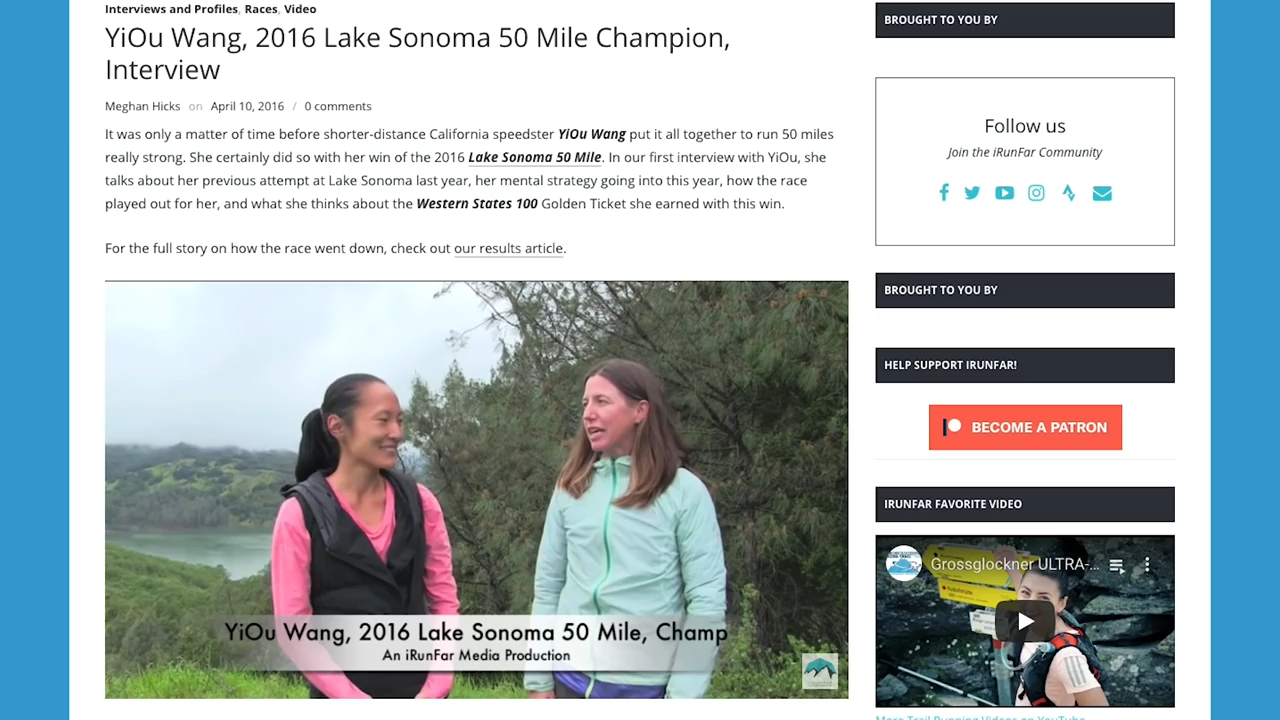 Interviews and Profiles, Races, Video
YiOu Wang, 2016 Lake Sonoma 50 Mile Champion,
Interview
Meghan Hicks on April 10, 2016 / 0 comments
It was only a matter of time before shorter-distance California speedster YiOu Wang put it all together to run 50 miles
really strong. She certainly did so with her win of the 2016 Lake Sonoma 50 Mile. In our first interview with YiOu, she
talks about her previous attempt at Lake Sonoma last year, her mental strategy going into this year, how the race
played out for her, and what she thinks about the Western States 100 Golden Ticket she earned with this win.
For the full story on how the race went down, check out our results article.
YiOu Wang, 2016 Lake Sonoma 50 Mile, Champ
An iRunFar Media Production
BROUGHT TO YOU BY
Follow us
Join the iRunFar Community
BROUGHT TO YOU BY
HELP SUPPORT IRUNFAR!
BECOME A PATRON
IRUNFAR FAVORITE VIDEO
Grossglockner ULTRA-...
More Trail Running Videos on YouTube